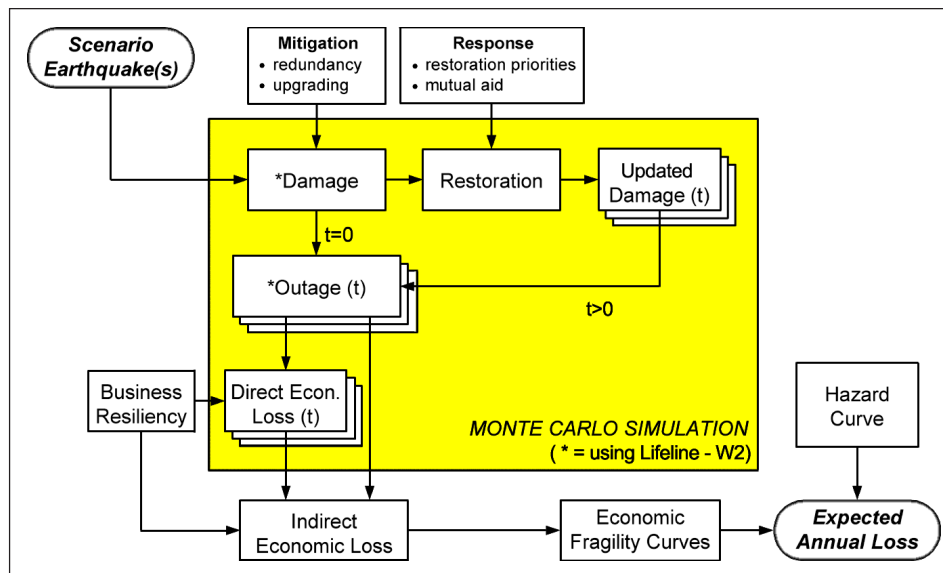 Scenario
Earthquake(s)
Mitigation
• redundancy
• upgrading
Response
• restoration priorities
• mutual aid
*Damage
Restoration
Updated
Damage (t)
t=0
*Outage (t)
t>0
Business
Resiliency
Direct Econ.
Loss (t)
MONTE CARLO SIMULATION
( * = using Lifeline - W2)
Hazard
Curve
Indirect
Economic Loss
Economic
Fragility Curves
Expected
Annual Loss